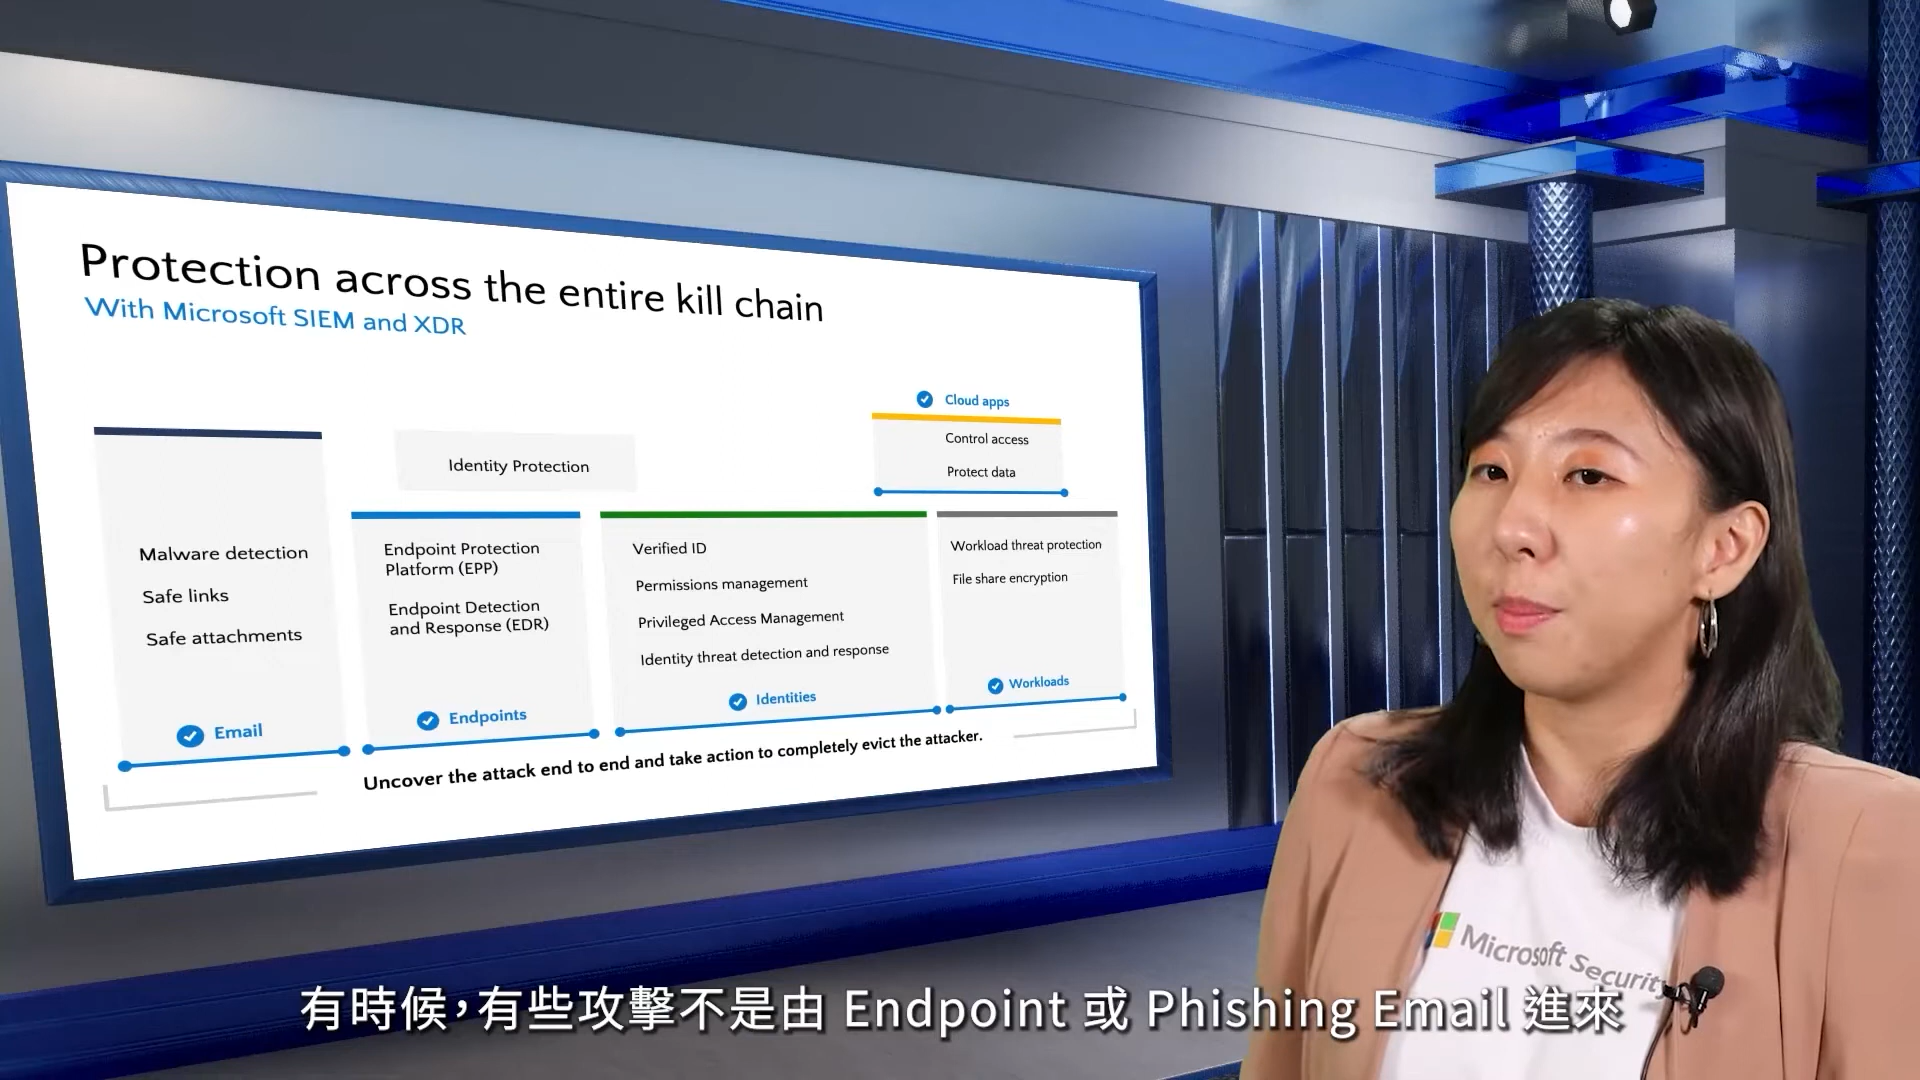 Protection across the entire kill chain
With Microsoft SIEM and XDR
Malware detection
Safe links
Safe attachments
Email
Identity Protection
Endpoint Protection
Platform (EPP)
Endpoint Detection
and Response (EDR)
Endpoints
Verified ID
Permissions management
Privileged Access Management
Identity threat detection and response
Identities
Cloud apps
Control access
Protect data
Workload threat protection
File share encryption
Workloads
Uncover the attack end to end and take action to completely evict the attacker.
Microsoft Security
有時候，有些攻擊不是由 Endpoint 或 Phishing Email 進來